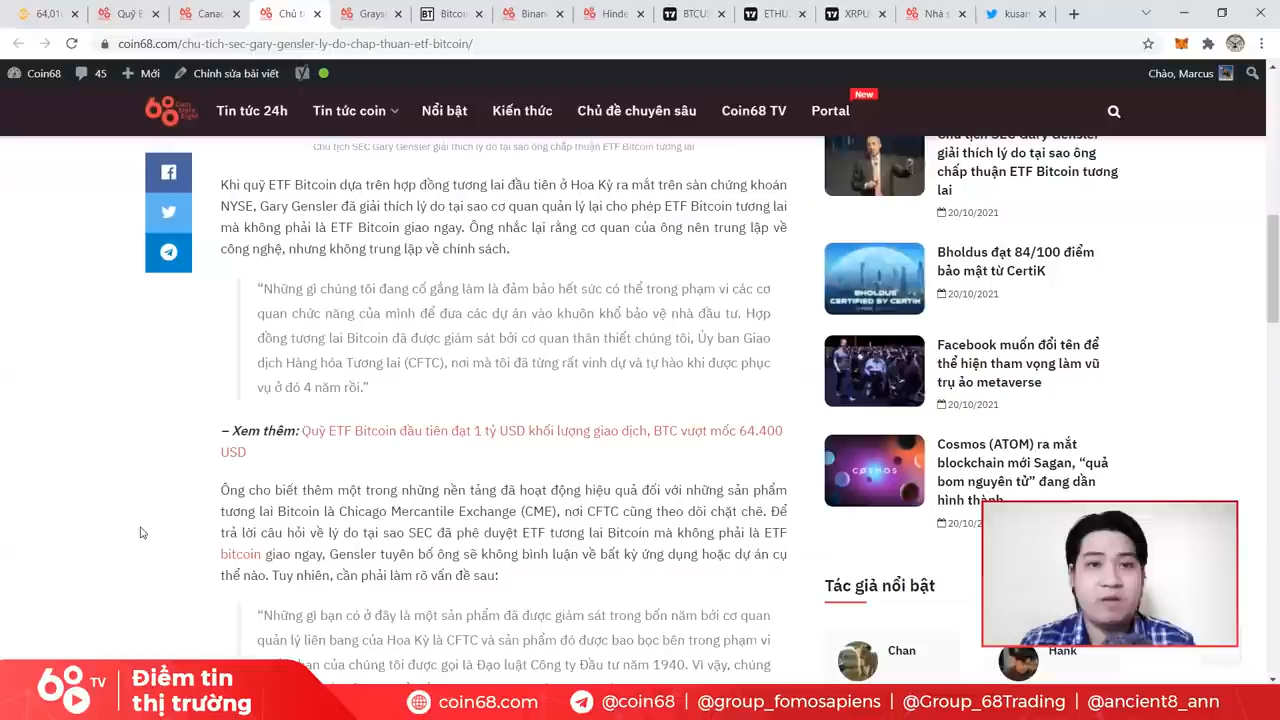 64,01
Quỹ E
Canad
Chủ tị
Grays
Bitcoi
Binan
Hinde
BTCUS
ETHU
XRPU
Nhà s
kusan
coin68.com/chu-tich-sec-gary-gensler-ly-do-chap-thuan-etf-bitcoin/
Coin68
45
Mới
Chỉnh sửa bài viết
Chào, Marcus
Tin tức 24h
Tin tức coin
Nổi bật
Kiến thức
Chủ đề chuyên sâu
Coin68 TV
Portal
New
Chủ tịch SEC Gary Gensler giải thích lý do tại sao ông chấp thuận ETF Bitcoin tương lai
Khi quỹ ETF Bitcoin dựa trên hợp đồng tương lai đầu tiên ở Hoa Kỳ ra mắt trên sàn chứng khoán
NYSE, Gary Gensler đã giải thích lý do tại sao cơ quan quản lý lại cho phép ETF Bitcoin tương lai
mà không phải là ETF Bitcoin giao ngay. Ông nhắc lại rằng cơ quan của ông nên trung lập về
công nghệ, nhưng không trung lập về chính sách.
“Những gì chúng tôi đang cố gắng làm là đảm bảo hết sức có thể trong phạm vi các cơ
quan chức năng của mình để đưa các dự án vào khuôn khổ bảo vệ nhà đầu tư. Hợp
đồng tương lai Bitcoin đã được giám sát bởi cơ quan thân thiết chúng tôi, Ủy ban Giao
dịch Hàng hóa Tương lai (CFTC), nơi mà tôi đã từng rất vinh dự và tự hào khi được phục
vụ ở đó 4 năm rồi.”
– Xem thêm: Quỹ ETF Bitcoin đầu tiên đạt 1 tỷ USD khối lượng giao dịch, BTC vượt mốc 64.400
USD
Ông cho biết thêm một trong những nền tảng đã hoạt động hiệu quả đối với những sản phẩm
tương lai Bitcoin là Chicago Mercantile Exchange (CME), nơi CFTC cũng theo dõi chặt chẽ. Để
trả lời câu hỏi về lý do tại sao SEC đã phê duyệt ETF tương lai Bitcoin mà không phải là ETF
bitcoin giao ngay, Gensler tuyên bố ông sẽ không bình luận về bất kỳ ứng dụng hoặc dự án cụ
thể nào. Tuy nhiên, cần phải làm rõ vấn đề sau:
“Những gì bạn có ở đây là một sản phẩm đã được giám sát trong bốn năm bởi cơ quan
quản lý liên bang của Hoa Kỳ là CFTC và sản phẩm đó được bao bọc bên trong phạm vi
của chúng tôi được gọi là Đạo luật Công ty Đầu tư năm 1940. Vì vậy, chúng
Chủ tịch SEC Gary Gensler
giải thích lý do tại sao ông
chấp thuận ETF Bitcoin tương
lai
20/10/2021
Bholdus đạt 84/100 điểm
bảo mật từ CertiK
20/10/2021
BHOLDUS
CERTIFIED BY CERTIK
Facebook muốn đổi tên để
thể hiện tham vọng làm vũ
trụ ảo metaverse
20/10/2021
Cosmos (ATOM) ra mắt
blockchain mới Sagan, “quả
bom nguyên tử” đang dần
hình thành
20/10/2
COSMOS
Tác giả nổi bật
Chan
Hank
68 TV
Điểm tin
thị trường
coin68.com
@coin68 | @group_fomosapiens | @Group_68Trading | @ancient8_ann